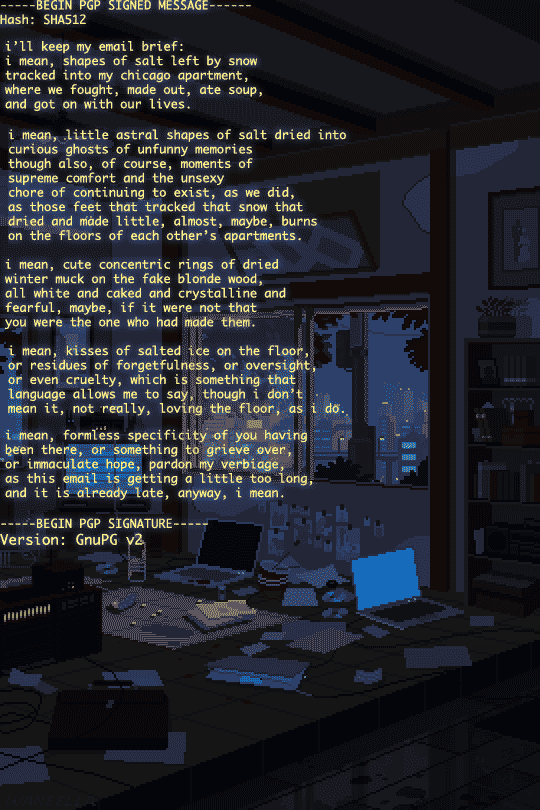 -----BEGIN PGP SIGNED MESSAGE------
Hash: SHA512
i’ll keep my email brief:
i mean, shapes of salt left by snow
tracked into my chicago apartment,
where we fought, made out, ate soup,
and got on with our lives.
i mean, little astral shapes of salt dried into
curious ghosts of unfunny memories
though also, of course, moments of
supreme comfort and the unsexy
chore of continuing to exist, as we did,
as those feet that tracked that snow that
dried and made little, almost, maybe, burns
on the floors of each other’s apartments.
i mean, cute concentric rings of dried
winter muck on the fake blonde wood,
all white and caked and crystalline and
fearful, maybe, if it were not that
you were the one who had made them.
i mean, kisses of salted ice on the floor,
or residues of forgetfulness, or oversight,
or even cruelty, which is something that
language allows me to say, though i don’t
mean it, not really, loving the floor, as i do.
i mean, formless specificity of you having
been there, or something to grieve over,
or immaculate hope, pardon my verbiage,
as this email is getting a little too long,
and it is already late, anyway, i mean.
-----BEGIN PGP SIGNATURE-----
Version: GnuPG v2